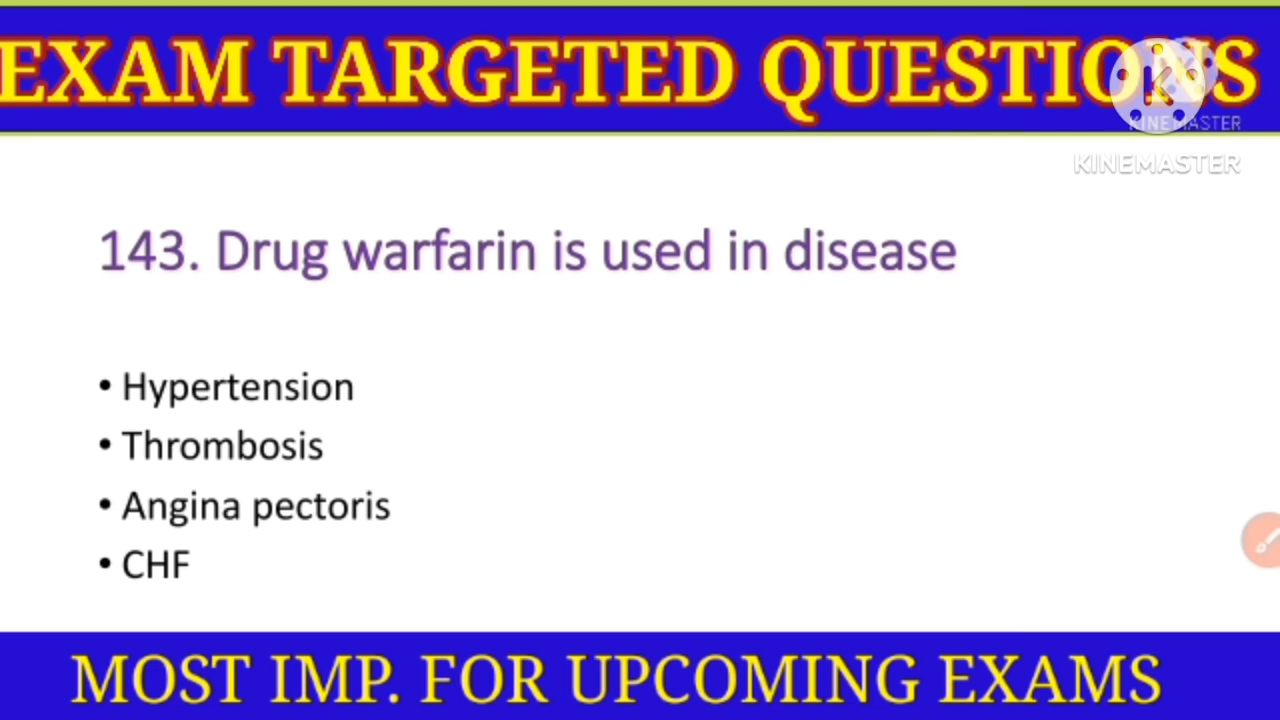 EXAM TARGETED QUESTIONS
KINEMASTER
KINEMASTER
143. Drug warfarin is used in disease
• Hypertension
• Thrombosis
• Angina pectoris
• CHF
MOST IMP. FOR UPCOMING EXAMS